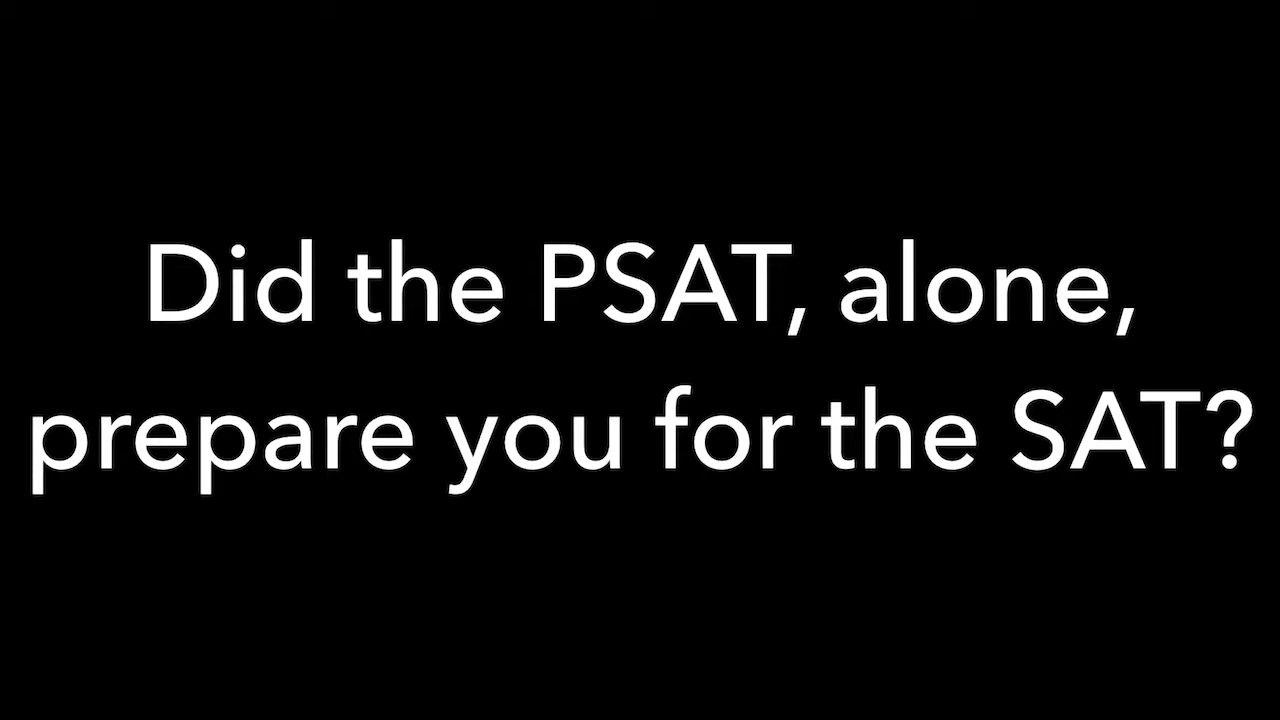 Did the PSAT, alone,
prepare you for the SAT?